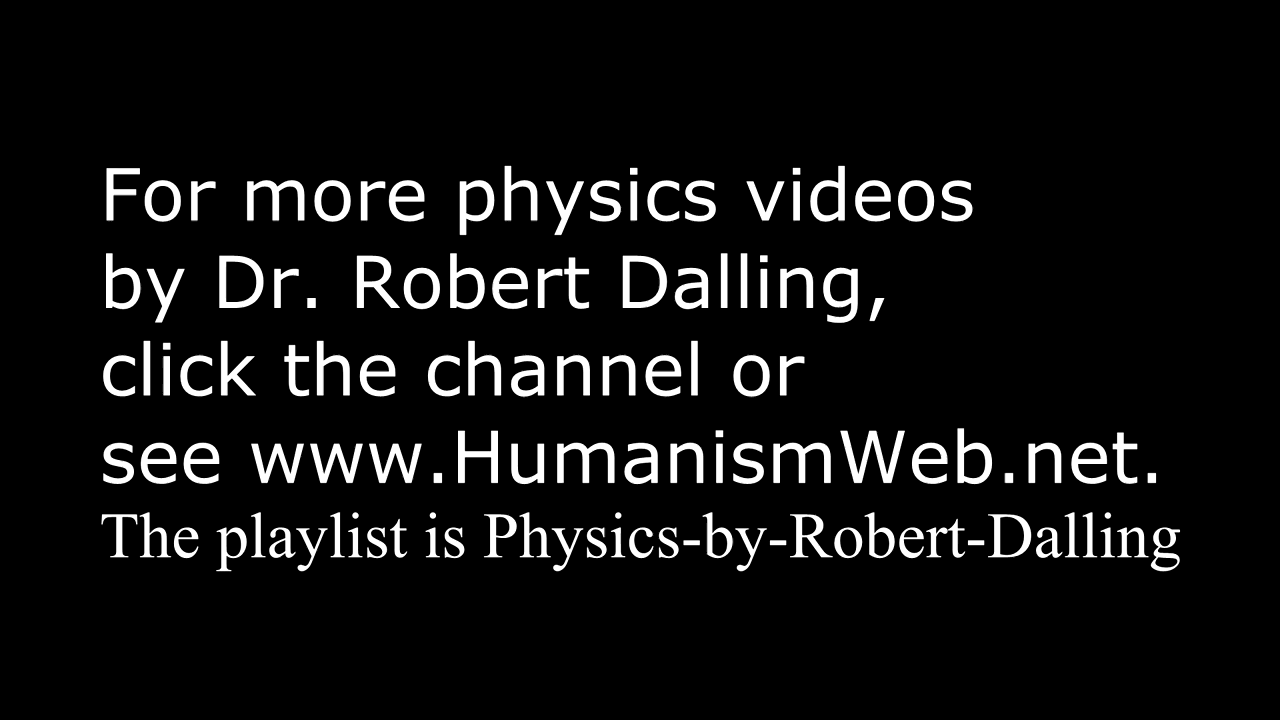 For more physics videos
by Dr. Robert Dalling,
click the channel or
see www.HumanismWeb.net.
The playlist is Physics-by-Robert-Dalling